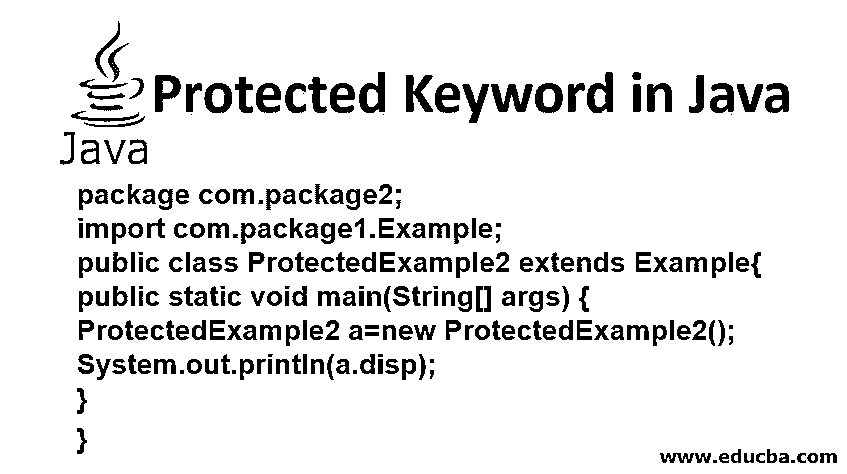 Protected Keyword in Java
Java
package com.package2;
import com.package1.Example;
public class ProtectedExample2 extends Example{
public static void main(String[] args) {
ProtectedExample2 a=new ProtectedExample2();
System.out.println(a.disp);
}
}
www.educba.com